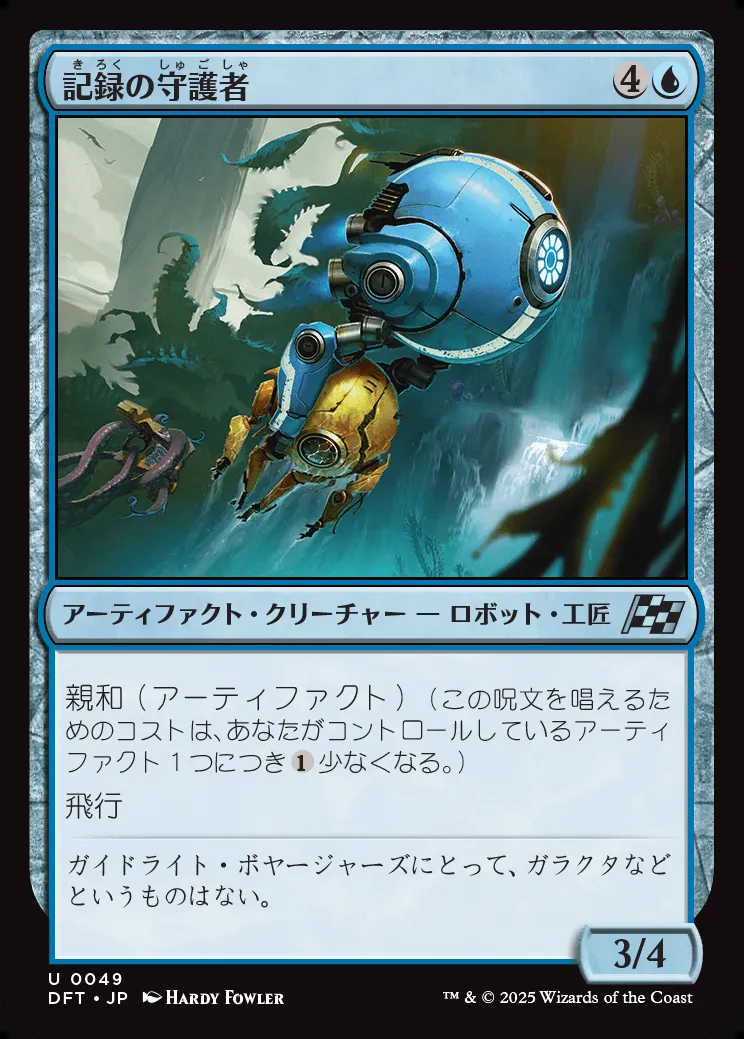 きろく しゅごしゃ
記録の守護者
4
アーティファクト・クリーチャー — ロボット・工匠
親和（アーティファクト）（この呪文を唱えるた
めのコストは、あなたがコントロールしているアーティ
ファクト１つにつき1少なくなる。）
飛行
ガイドライト・ボヤージャーズにとって、ガラクタなど
というものはない。
3/4
U 0049
DFT • JP Hardy Fowler
™ & © 2025 Wizards of the Coast